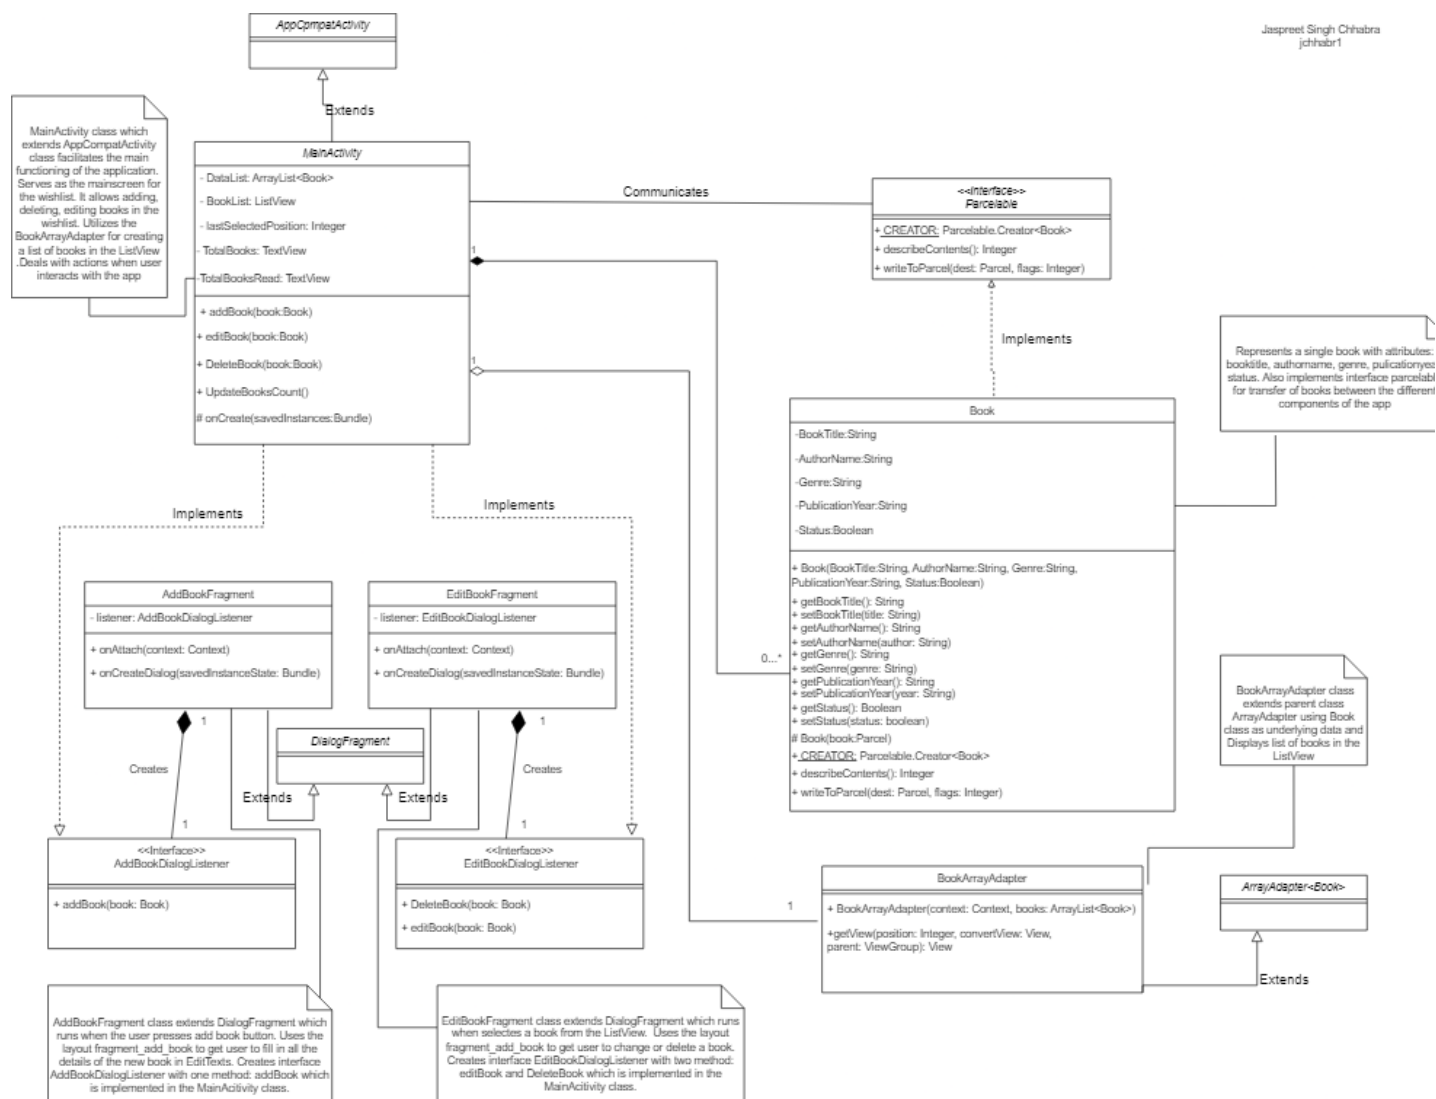 AppCpmpatActivity
Jaspreet Singh Chhabra
jchhabr1
Extends
MainActivity class which
extends AppCompatActivity
class facilitates the main
functioning of the application.
Serves as the mainscreen for
the wishlist. It allows adding,
deleting, editing books in the
wishlist. Utilizes the
BookArrayAdapter for creating
a list of books in the ListView
.Deals with actions when user
interacts with the app
MainActivity
- DataList: ArrayList<Book>
- BookList: ListView
- lastSelectedPosition: Integer
- TotalBooks: TextView
-TotalBooksRead: TextView
+ addBook(book:Book)
+ editBook(book:Book)
+ DeleteBook(book:Book)
+ UpdateBooksCount()
# onCreate(savedInstances:Bundle)
Communicates
1
1
<<Interface>>
Parcelable
+ CREATOR: Parcelable.Creator<Book>
+ describeContents(): Integer
+ writeToParcel(dest: Parcel, flags: Integer)
Implements
Represents a single book with attributes:
booktitle, authorname, genre, pulicationyea
status. Also implements interface parcelabl
for transfer of books between the different
components of the app
Book
-BookTitle:String
-AuthorName:String
-Genre:String
-PublicationYear:String
-Status:Boolean
+ Book(BookTitle:String, AuthorName:String, Genre:String,
PublicationYear:String, Status:Boolean)
+ getBookTitle(): String
+ setBookTitle(title: String)
+ getAuthorName(): String
+ setAuthorName(author: String)
+ getGenre(): String
+ setGenre(genre: String)
+ getPublicationYear(): String
+ setPublicationYear(year: String)
+ getStatus(): Boolean
+ setStatus(status: boolean)
# Book(book:Parcel)
+ CREATOR: Parcelable.Creator<Book>
+ describeContents(): Integer
+ writeToParcel(dest: Parcel, flags: Integer)
0...*
Implements
Implements
AddBookFragment
- listener: AddBookDialogListener
+ onAttach(context: Context)
+ onCreateDialog(savedInstanceState: Bundle)
EditBookFragment
- listener: EditBookDialogListener
+ onAttach(context: Context)
+ onCreateDialog(savedInstanceState: Bundle)
1
1
DialogFragment
Creates
Creates
Extends
Extends
1
1
<<Interface>>
AddBookDialogListener
+ addBook(book: Book)
<<Interface>>
EditBookDialogListener
+ DeleteBook(book: Book)
+ editBook(book: Book)
BookArrayAdapter class
extends parent class
ArrayAdapter using Book
class as underlying data and
Displays list of books in the
ListView
1
BookArrayAdapter
+ BookArrayAdapter(context: Context, books: ArrayList<Book>)
+getView(position: Integer, convertView: View,
parent: ViewGroup): View
ArrayAdapter<Book>
Extends
AddBookFragment class extends DialogFragment which
runs when the user presses add book button. Uses the
layout fragment_add_book to get user to fill in all the
details of the new book in EditTexts. Creates interface
AddBookDialogListener with one method: addBook which
is implemented in the MainAcitivity class.
EditBookFragment class extends DialogFragment which runs
when selectes a book from the ListView. Uses the layout
fragment_add_book to get user to change or delete a book.
Creates interface EditBookDialogListener with two method:
editBook and DeleteBook which is implemented in the
MainAcitivity class.